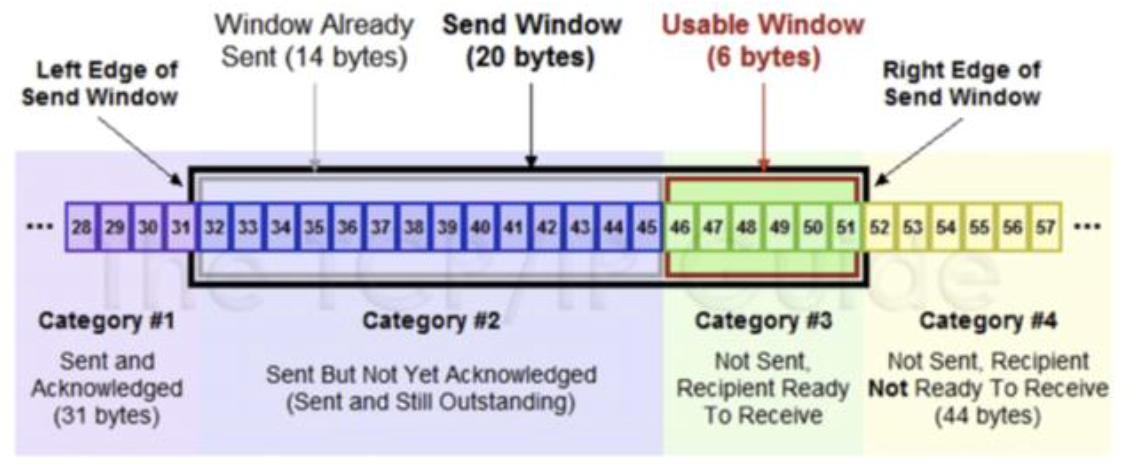 Window Already
Sent (14 bytes)
Send Window
(20 bytes)
Usable Window
(6 bytes)
Left Edge of
Send Window
Right Edge of
Send Window
... 28 29 30 31 32 33 34 35 36 37 38 39 40 41 42 43 44 45 46 47 48 49 50 51 52 53 54 55 56 57 ...
The TCP/IP Guide
Category #1
Sent and
Acknowledged
(31 bytes)
Category #2
Sent But Not Yet Acknowledged
(Sent and Still Outstanding)
Category #3
Not Sent,
Recipient Ready
To Receive
Category #4
Not Sent, Recipient
Not Ready To Receive
(44 bytes)